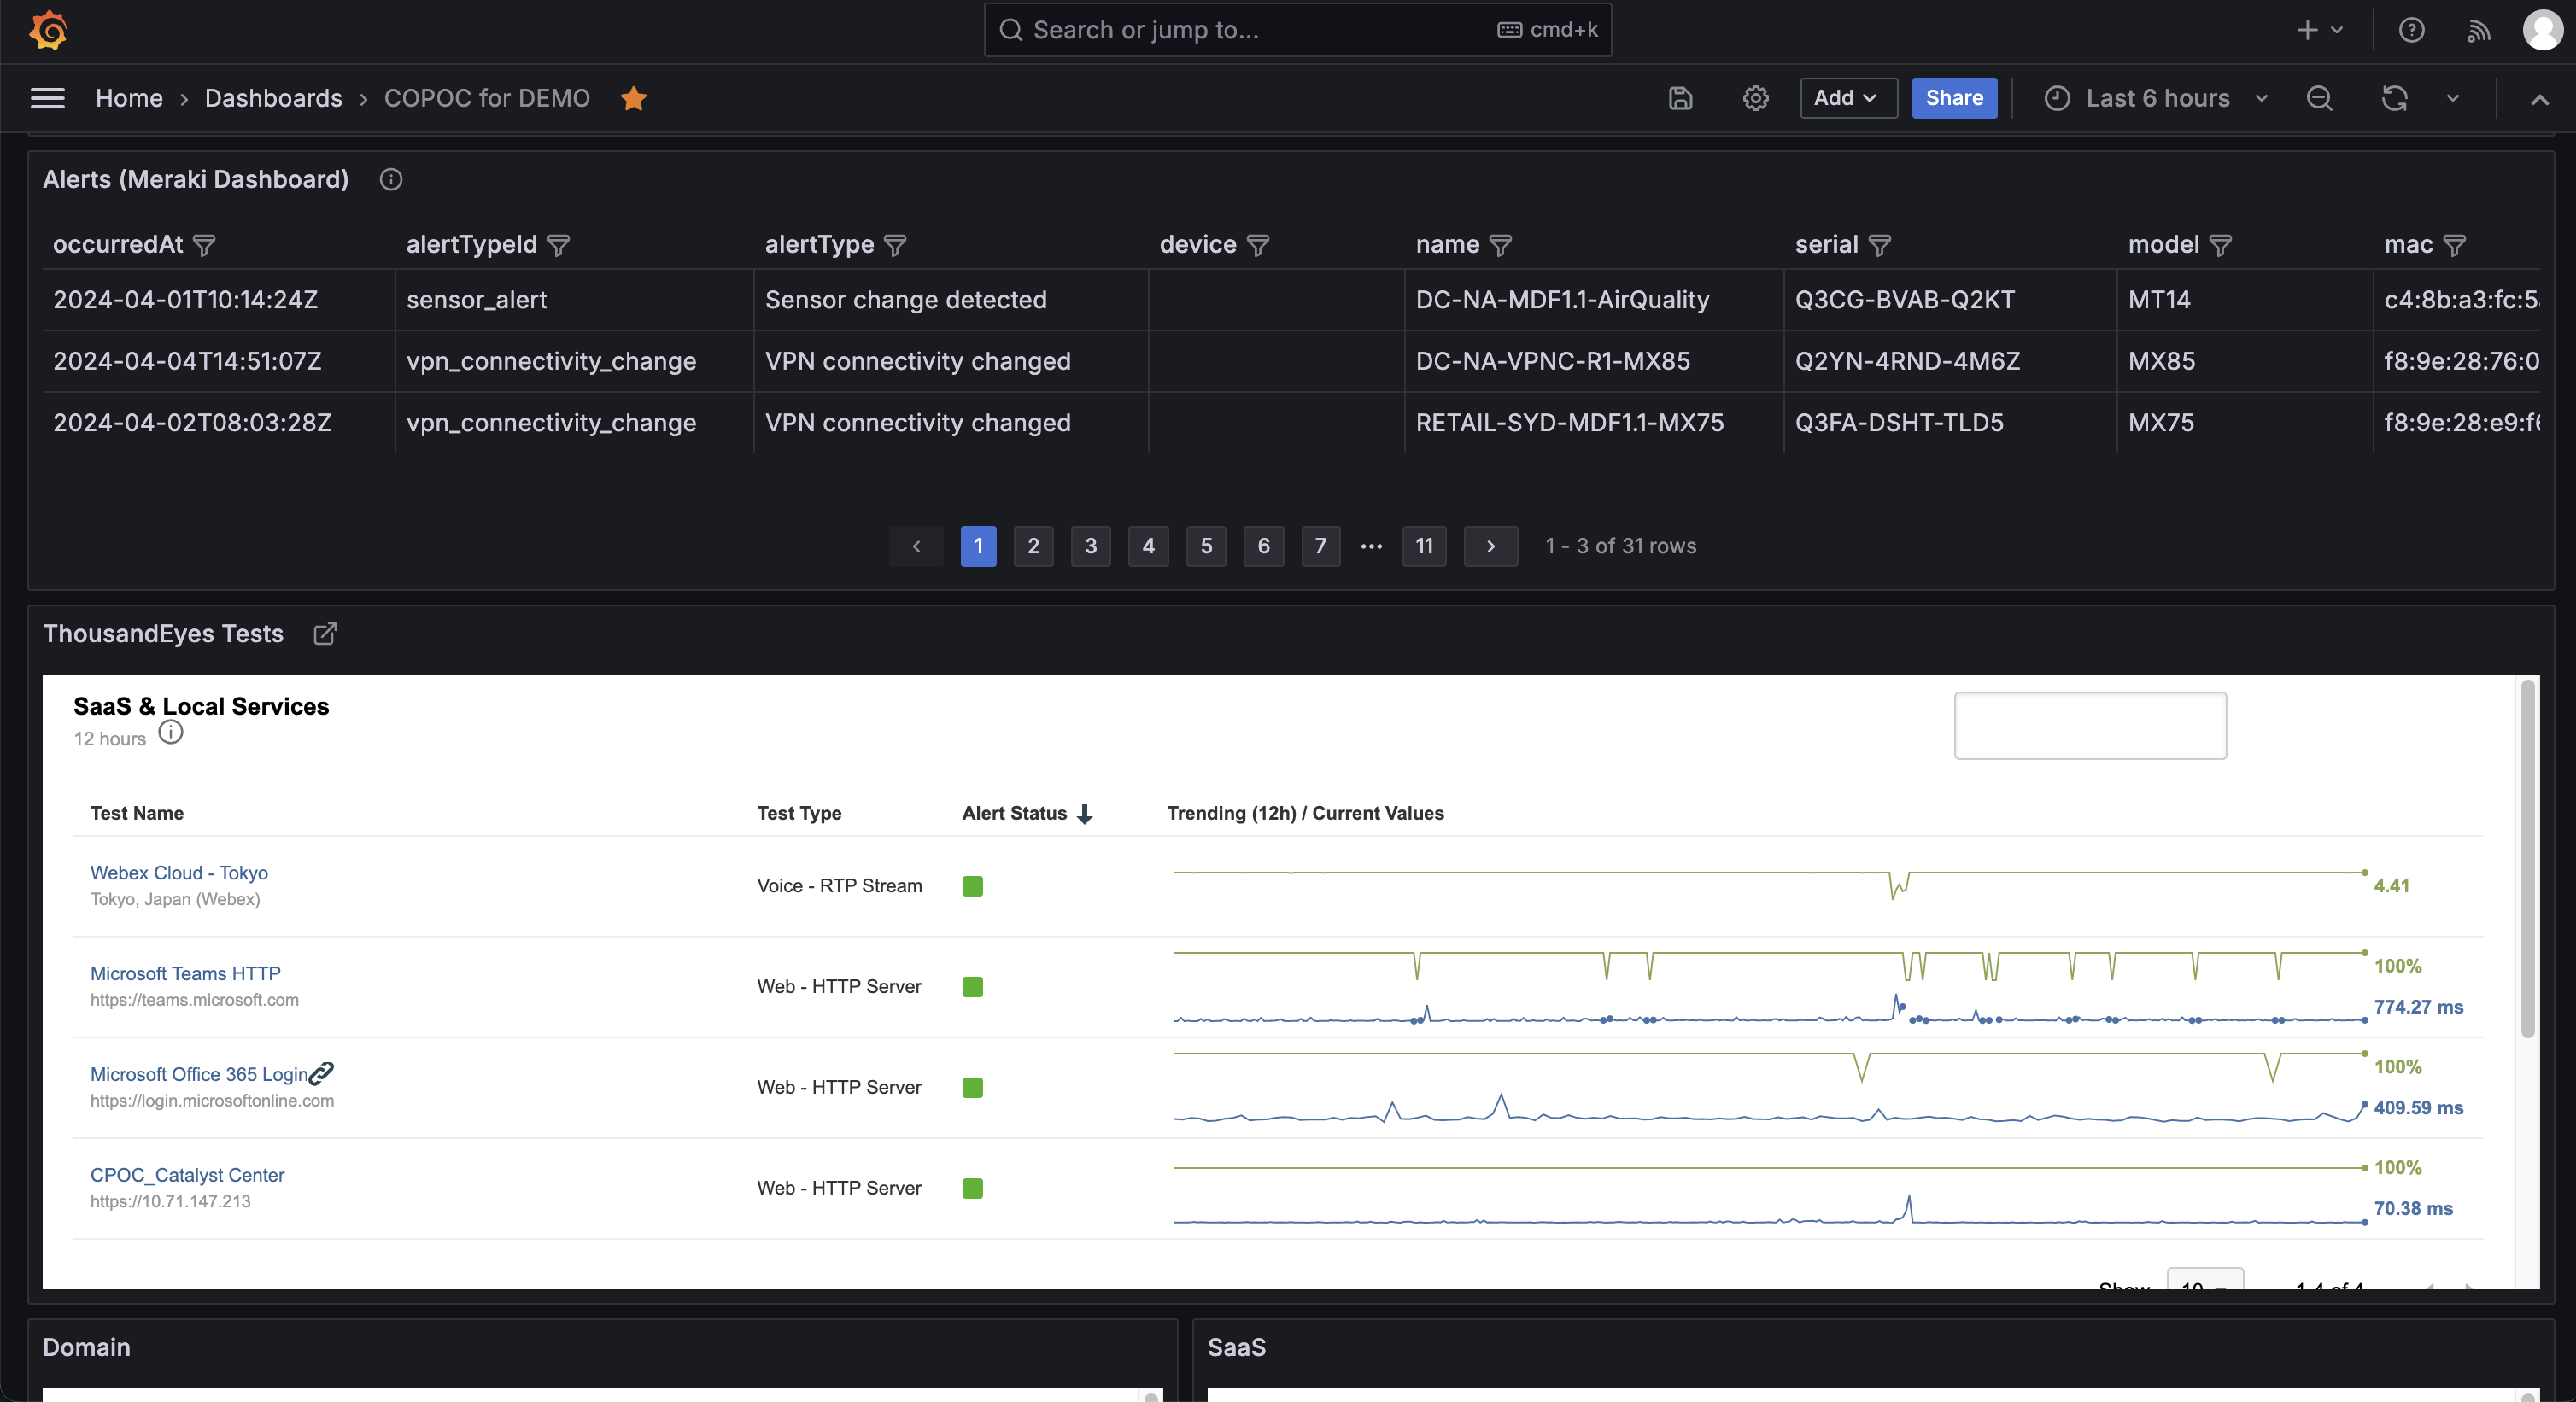 Search or jump to... cmd+k
Home › Dashboards › COPOC for DEMO Add Share Last 6 hours
Alerts (Meraki Dashboard)
occurredAt alertTypeId alertType device name serial model mac
2024-04-01T10:14:24Z sensor_alert Sensor change detected DC-NA-MDF1.1-AirQuality Q3CG-BVAB-Q2KT MT14 c4:8b:a3:fc:5
2024-04-04T14:51:07Z vpn_connectivity_change VPN connectivity changed DC-NA-VPNC-R1-MX85 Q2YN-4RND-4M6Z MX85 f8:9e:28:76:0
2024-04-02T08:03:28Z vpn_connectivity_change VPN connectivity changed RETAIL-SYD-MDF1.1-MX75 Q3FA-DSHT-TLD5 MX75 f8:9e:28:e9:f
1 2 3 4 5 6 7 ... 11 1 - 3 of 31 rows
ThousandEyes Tests
SaaS & Local Services
12 hours
Test Name Test Type Alert Status Trending (12h) / Current Values
Webex Cloud - Tokyo
Tokyo, Japan (Webex)
Voice - RTP Stream
4.41
Microsoft Teams HTTP
https://teams.microsoft.com
Web - HTTP Server
100%
774.27 ms
Microsoft Office 365 Login
https://login.microsoftonline.com
Web - HTTP Server
100%
409.59 ms
CPOC_Catalyst Center
https://10.71.147.213
Web - HTTP Server
100%
70.38 ms
Show 10 1-4 of 4
Domain SaaS